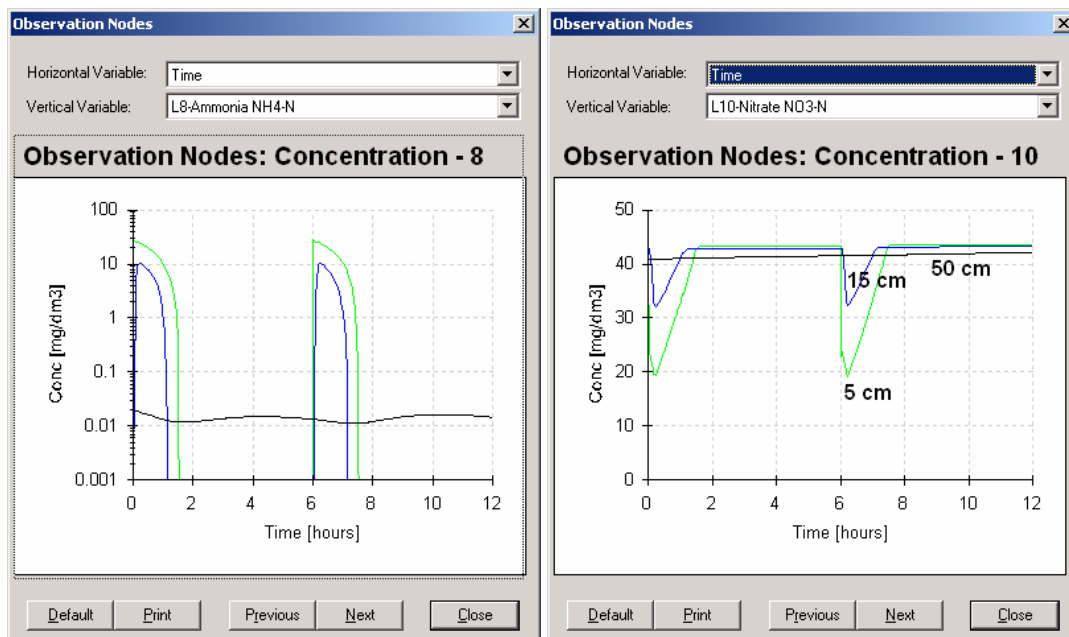 Observation Nodes
Horizontal Variable: Time
Vertical Variable: L8-Ammonia NH4-N
Observation Nodes: Concentration - 8
100
10
1
0.1
0.01
0.001
Conc [mg/dm3]
0 2 4 6 8 10 12
Time [hours]
Default Print Previous Next Close
Observation Nodes
Horizontal Variable: Time
Vertical Variable: L10-Nitrate NO3-N
Observation Nodes: Concentration - 10
50
40
30
20
10
0
Conc [mg/dm3]
15 cm
50 cm
5 cm
0 2 4 6 8 10 12
Time [hours]
Default Print Previous Next Close